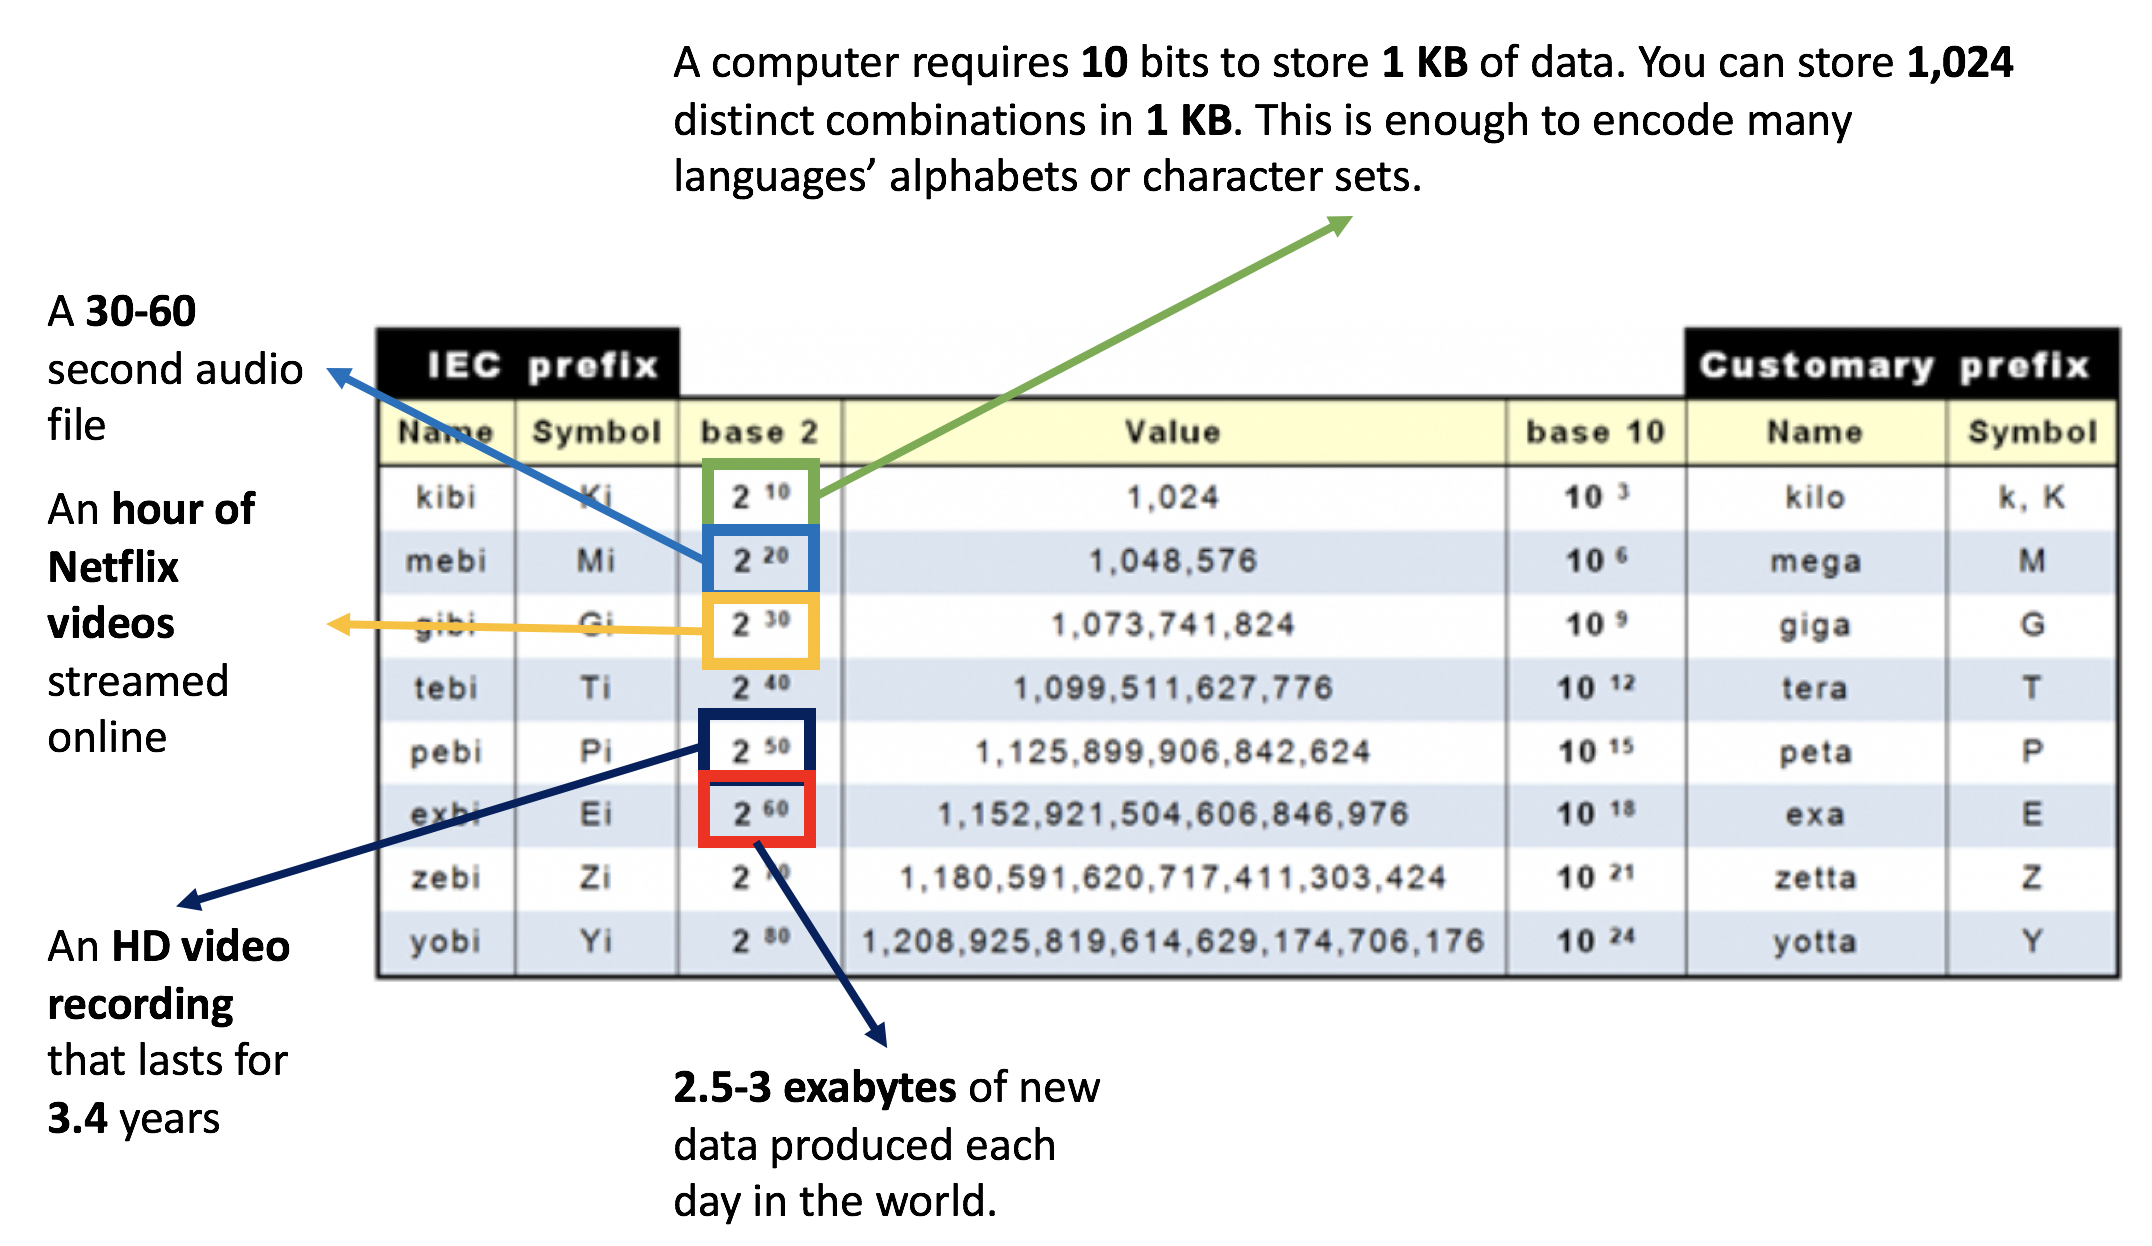 A computer requires 10 bits to store 1 KB of data. You can store 1,024
distinct combinations in 1 KB. This is enough to encode many
languages’ alphabets or character sets.
A 30-60
second audio
file
An hour of
Netflix
videos
streamed
online
An HD video
recording
that lasts for
3.4 years
IEC prefix Customary prefix
Name Symbol base 2 Value base 10 Name Symbol
kibi Ki 2 10 1,024 10 3 kilo k, K
mebi Mi 2 20 1,048,576 10 6 mega M
gibi Gi 2 30 1,073,741,824 10 9 giga G
tebi Ti 2 40 1,099,511,627,776 10 12 tera T
pebi Pi 2 50 1,125,899,906,842,624 10 15 peta P
exbi Ei 2 60 1,152,921,504,606,846,976 10 18 exa E
zebi Zi 2 70 1,180,591,620,717,411,303,424 10 21 zetta Z
yobi Yi 2 80 1,208,925,819,614,629,174,706,176 10 24 yotta Y
2.5-3 exabytes of new
data produced each
day in the world.